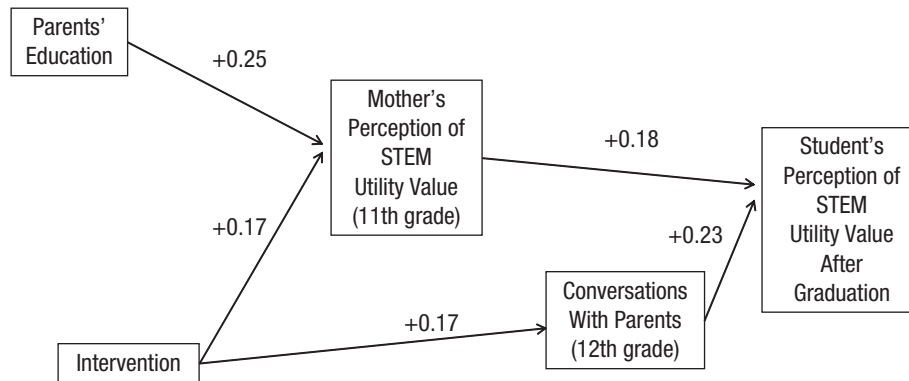 Parents’
Education
+0.25
Mother’s
Perception of
STEM
Utility Value
(11th grade)
+0.18
Student’s
Perception of
STEM
Utility Value
After
Graduation
+0.17
+0.23
Conversations
With Parents
(12th grade)
+0.17
Intervention